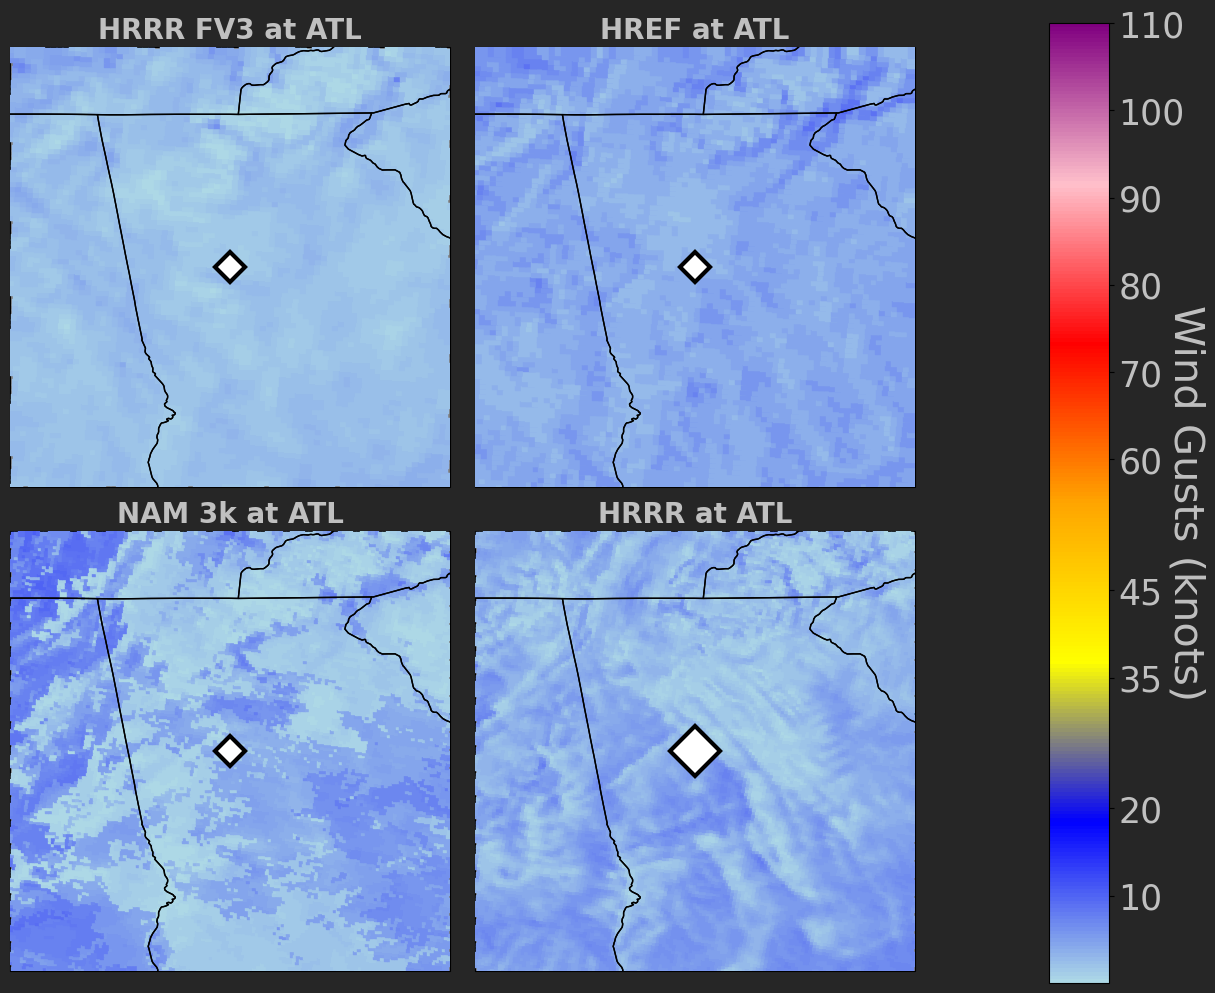 HRRR FV3 at ATL
HREF at ATL
NAM 3k at ATL
HRRR at ATL
110
100
90
80
70
60
45
35
20
10
Wind Gusts (knots)